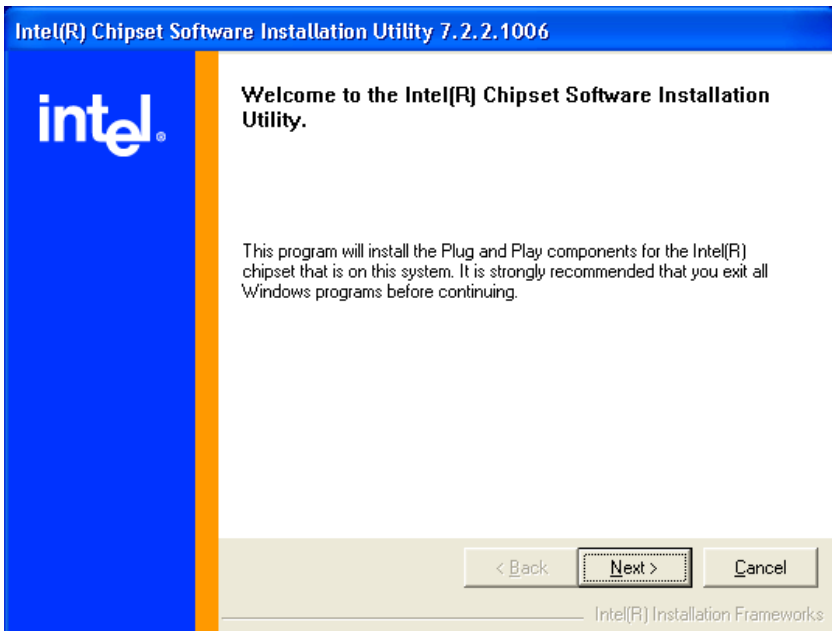 Intel(R) Chipset Software Installation Utility 7.2.2.1006
intel®
Welcome to the Intel(R) Chipset Software Installation
Utility.
This program will install the Plug and Play components for the Intel(R)
chipset that is on this system. It is strongly recommended that you exit all
Windows programs before continuing.
< Back
Next >
Cancel
Intel(R) Installation Frameworks